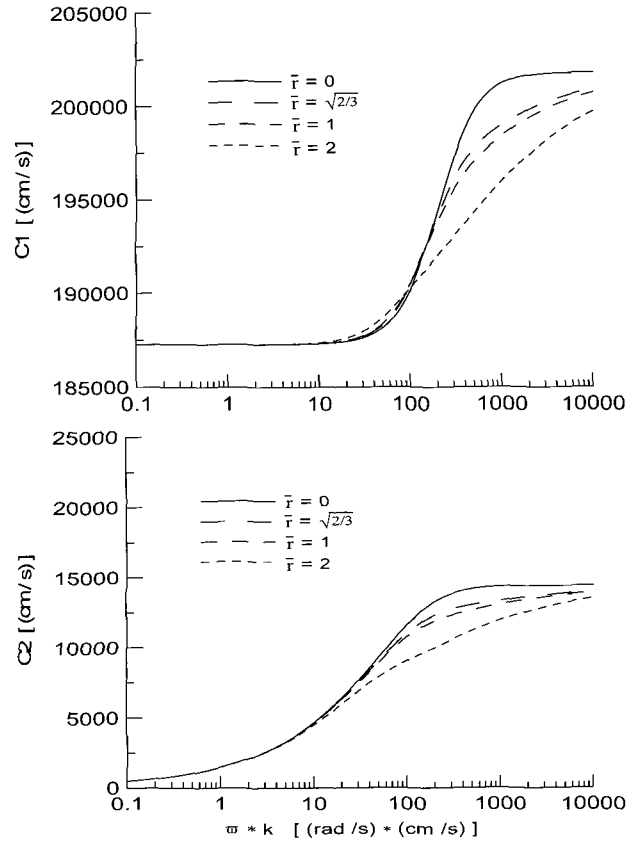 205000
200000
195000
190000
185000
C1 [ (cm/s)]
r̄ = 0
r̄ = √2/3
r̄ = 1
r̄ = 2
0.1 1 10 100 1000 10000
25000
20000
15000
10000
5000
0
C2 [(cm/s)]
r̄ = 0
r̄ = √2/3
r̄ = 1
r̄ = 2
0.1 1 10 100 1000 10000
ϖ * k [ (rad /s) * (cm /s) ]